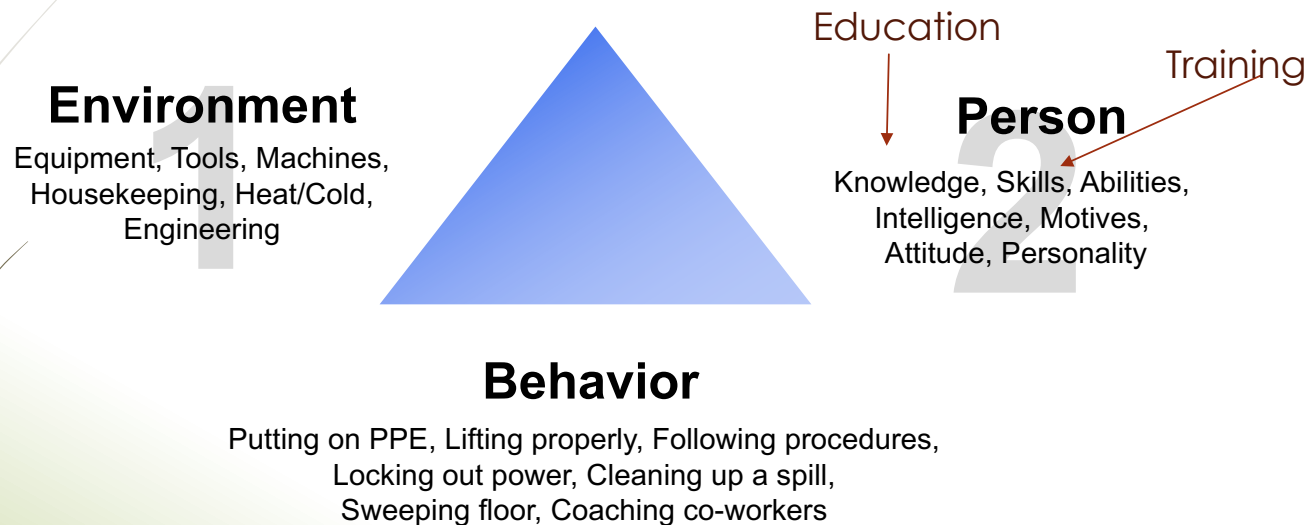 Education
Training
1
Environment
Equipment, Tools, Machines,
Housekeeping, Heat/Cold,
Engineering
2
Person
Knowledge, Skills, Abilities,
Intelligence, Motives,
Attitude, Personality
Behavior
Putting on PPE, Lifting properly, Following procedures,
Locking out power, Cleaning up a spill,
Sweeping floor, Coaching co-workers